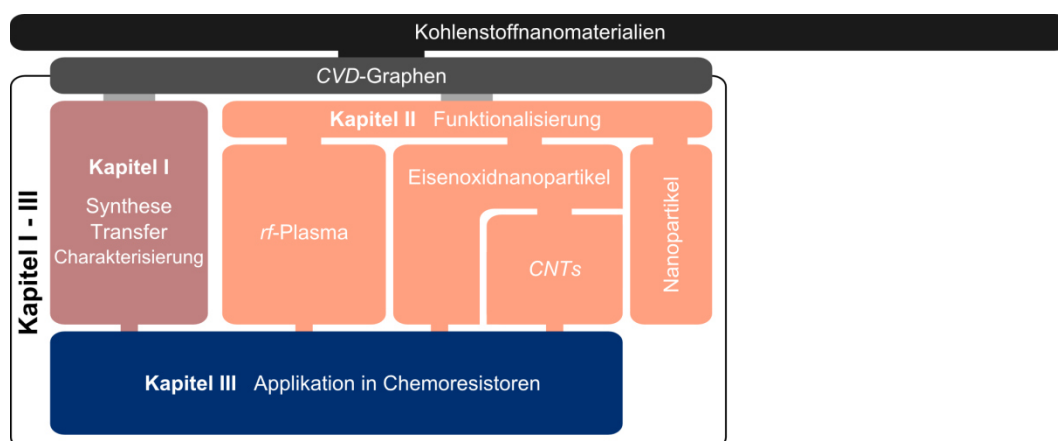 Kohlenstoffnanomaterialien
CVD-Graphen
Kapitel I - III
Kapitel I
Synthese
Transfer
Charakterisierung
Kapitel II Funktionalisierung
rf-Plasma
Eisenoxidnanopartikel
CNTs
Nanopartikel
Kapitel III Applikation in Chemoresistoren